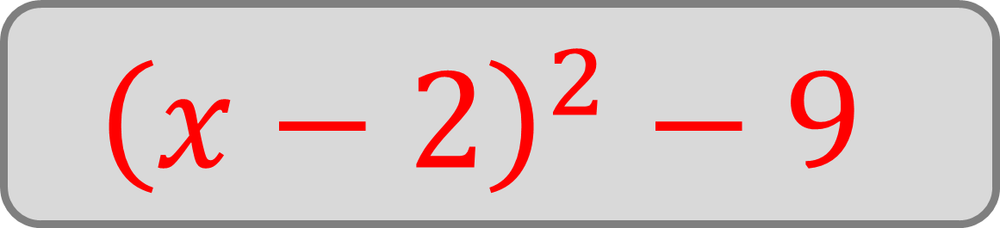 (x − 2)² − 9